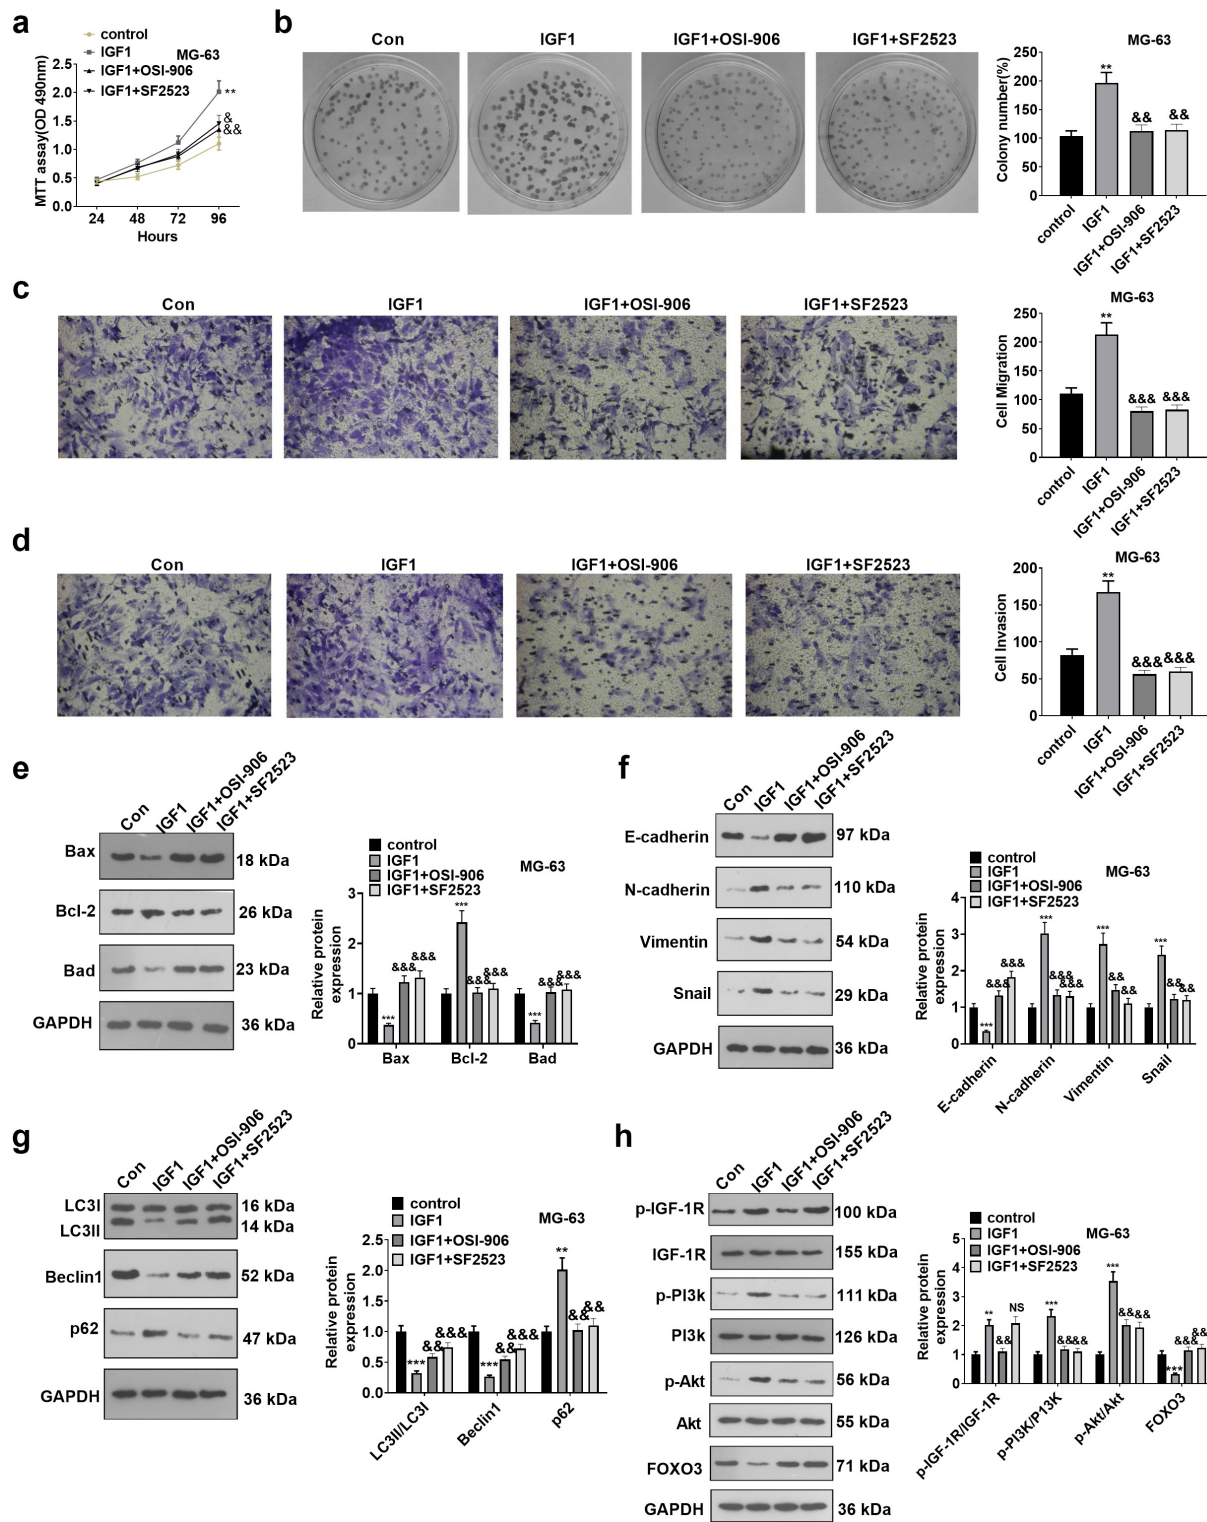 a
control
IGF1
MG-63
IGF1+OSI-906
IGF1+SF2523
MTT assay(OD 490nm)
2.5
2.0
1.5
1.0
0.5
0.0
**
&
&&
24 48 72 96
Hours
b
Con IGF1 IGF1+OSI-906 IGF1+SF2523
MG-63
Colony number(%)
250
200
150
100
50
0
**
&& &&
control IGF1 IGF1+OSI-906 IGF1+SF2523
c
Con IGF1 IGF1+OSI-906 IGF1+SF2523
MG-63
Cell Migration
250
200
150
100
50
0
**
&&& &&&
control IGF1 IGF1+OSI-906 IGF1+SF2523
d
Con IGF1 IGF1+OSI-906 IGF1+SF2523
MG-63
Cell Invasion
200
150
100
50
0
**
&&& &&&
control IGF1 IGF1+OSI-906 IGF1+SF2523
e
Con IGF1 IGF1+OSI-906 IGF1+SF2523
Bax 18 kDa
Bcl-2 26 kDa
Bad 23 kDa
GAPDH 36 kDa
control
IGF1
IGF1+OSI-906
IGF1+SF2523
MG-63
Relative protein
expression
3
2
1
0
*** &&& &&& *** &&& &&& *** &&& &&&
Bax Bcl-2 Bad
f
Con IGF1 IGF1+OSI-906 IGF1+SF2523
E-cadherin 97 kDa
N-cadherin 110 kDa
Vimentin 54 kDa
Snail 29 kDa
GAPDH 36 kDa
control
IGF1
IGF1+OSI-906
IGF1+SF2523
MG-63
Relative protein
expression
4
3
2
1
0
*** &&& &&& *** &&& &&& *** && && *** && &&
E-cadherin N-cadherin Vimentin Snail
g
Con IGF1 IGF1+OSI-906 IGF1+SF2523
LC3I 16 kDa
LC3II 14 kDa
Beclin1 52 kDa
p62 47 kDa
GAPDH 36 kDa
control
IGF1
IGF1+OSI-906
IGF1+SF2523
MG-63
Relative protein
expression
2.5
2.0
1.5
1.0
0.5
0.0
*** && &&& *** && &&& ** && &&
LC3II/LC3I Beclin1 p62
h
Con IGF1 IGF1+OSI-906 IGF1+SF2523
p-IGF-1R 100 kDa
IGF-1R 155 kDa
p-PI3k 111 kDa
PI3k 126 kDa
p-Akt 56 kDa
Akt 55 kDa
FOXO3 71 kDa
GAPDH 36 kDa
control
IGF1
IGF1+OSI-906
IGF1+SF2523
MG-63
Relative protein
expression
6
5
4
2
1
0
** && NS *** && && *** && && *** &&& &&
p-IGF-1R/IGF-1R p-PI3K/P13K p-Akt/Akt FOXO3